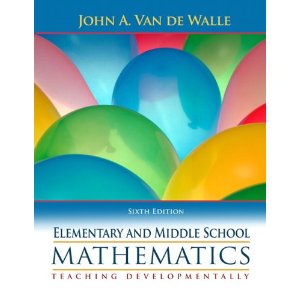 JOHN A. VAN DE WALLE
SIXTH EDITION
ELEMENTARY AND MIDDLE SCHOOL
MATHEMATICS
TEACHING DEVELOPMENTALLY